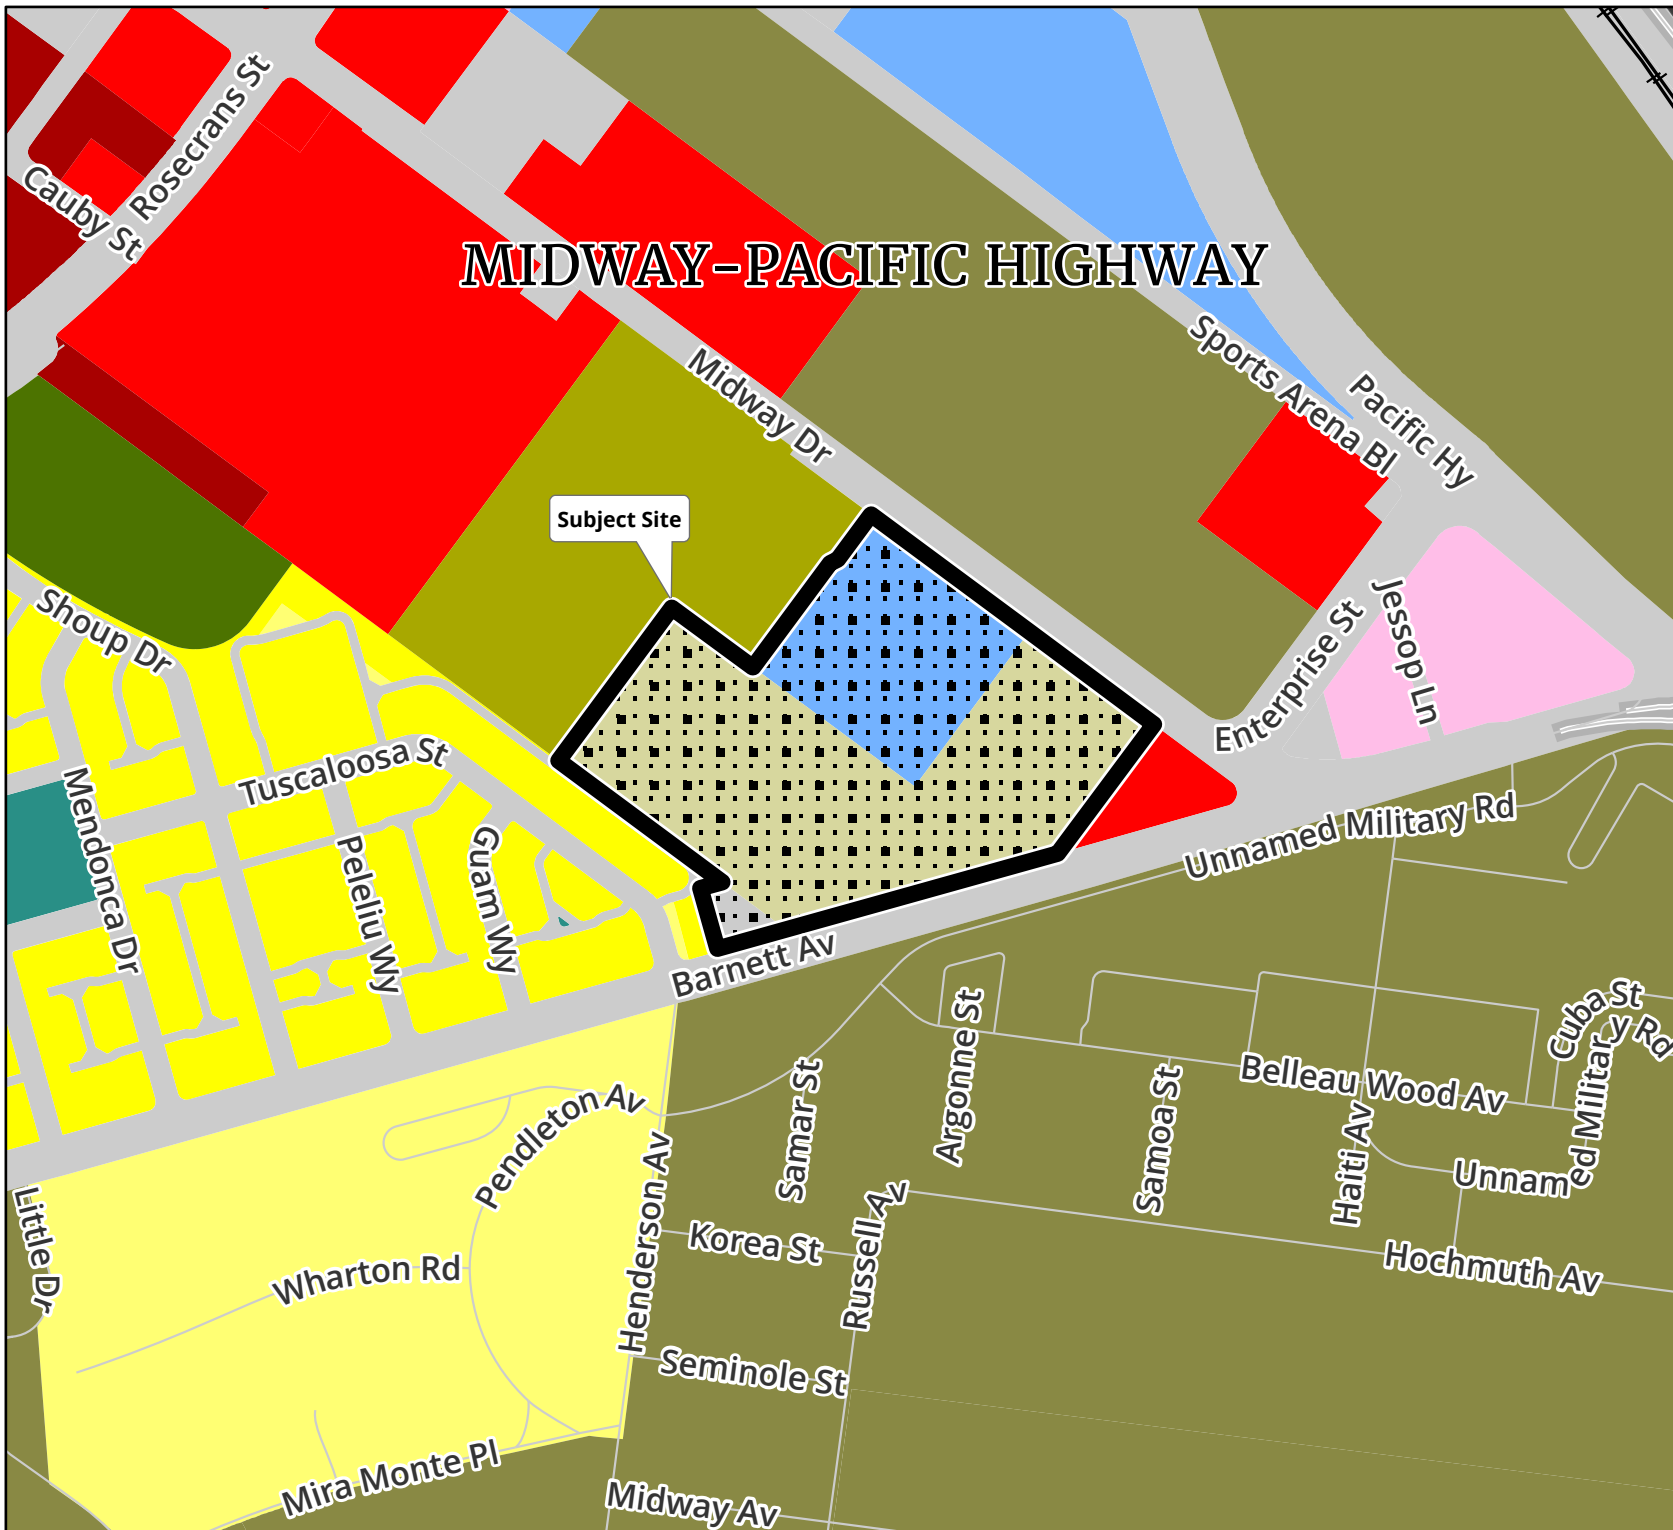 Rosecrans St
Cauby St
MIDWAY-PACIFIC HIGHWAY
Sports Arena Bl
Midway Dr
Pacific Hy
Subject Site
Shoup Dr
Jessop Ln
Enterprise St
Tuscaloosa St
Mendonca Dr
Peleliu Wy
Guam Wy
Unnamed Military Rd
Barnett Av
Cuba St
Argonne St
Samar St
Samoa St
Belleau Wood Av
Pendleton Av
Haiti Av
Unnamed Military Rd
Little Dr
Henderson Av
Russell Av
Korea St
Wharton Rd
Hochmuth Av
Seminole St
Mira Monte Pl
Midway Av